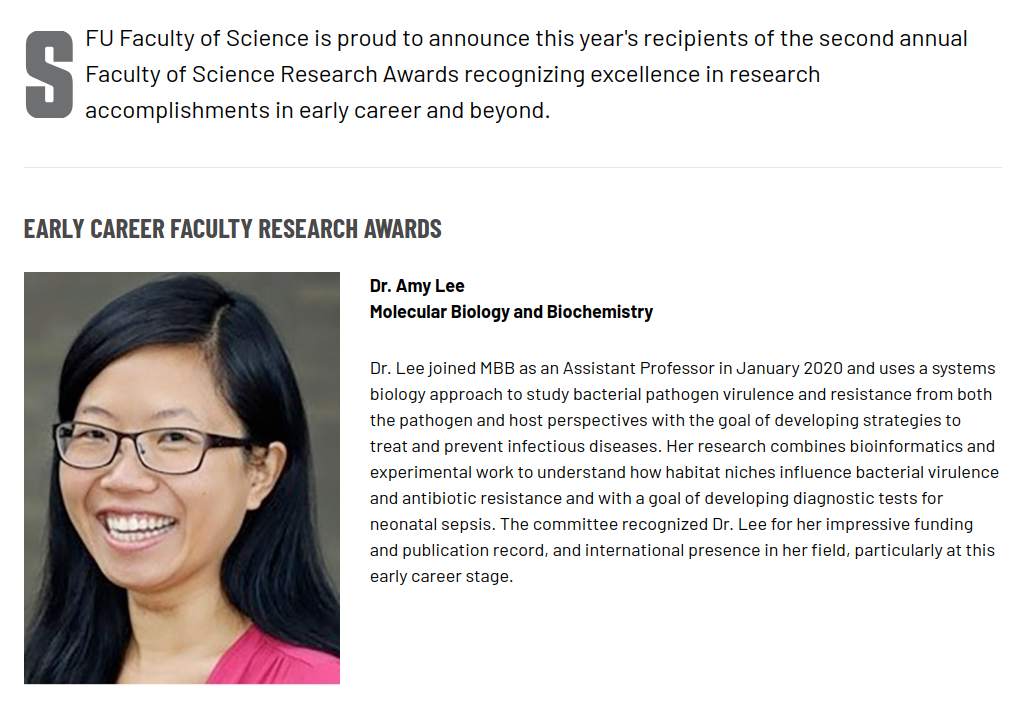 SFU Faculty of Science is proud to announce this year's recipients of the second annual
Faculty of Science Research Awards recognizing excellence in research
accomplishments in early career and beyond.
EARLY CAREER FACULTY RESEARCH AWARDS
Dr. Amy Lee
Molecular Biology and Biochemistry
Dr. Lee joined MBB as an Assistant Professor in January 2020 and uses a systems
biology approach to study bacterial pathogen virulence and resistance from both
the pathogen and host perspectives with the goal of developing strategies to
treat and prevent infectious diseases. Her research combines bioinformatics and
experimental work to understand how habitat niches influence bacterial virulence
and antibiotic resistance and with a goal of developing diagnostic tests for
neonatal sepsis. The committee recognized Dr. Lee for her impressive funding
and publication record, and international presence in her field, particularly at this
early career stage.